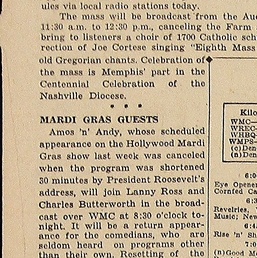 ules via local radio stations today.
The mass will be broadcast from the Au
11:30 a.m. to 12:30 p.m., canceling the Farm
bring to listeners a choir of 1700 Catholic s
rection of Joe Cortese singing "Eighth Mass
old Gregorian chants. Celebration of
the mass is Memphis' part in the
Centennial Celebration of the
Nashville Diocese.
* * *
MARDI GRAS GUESTS
Amos 'n' Andy, whose scheduled
appearance on the Hollywood Mardi
Gras show last week was canceled
when the program was shortened
30 minutes by President Roosevelt's
address, will join Lanny Ross and
Charles Butterworth in the broad-
cast over WMC at 8:30 o'clock to-
night. It will be a return appear-
ance for the comedians, who are
seldom heard on programs other
than their own. Resetting of the
Kilo
WMC—
WREC—
WHBQ—
WMPS—
(c) Den
(n) Den
6:0
Eye Opener
Cornfed Ca
6:3
Reveries,
Music; New
6:4
Rise 'n' Sh
7:0
(n) Good M